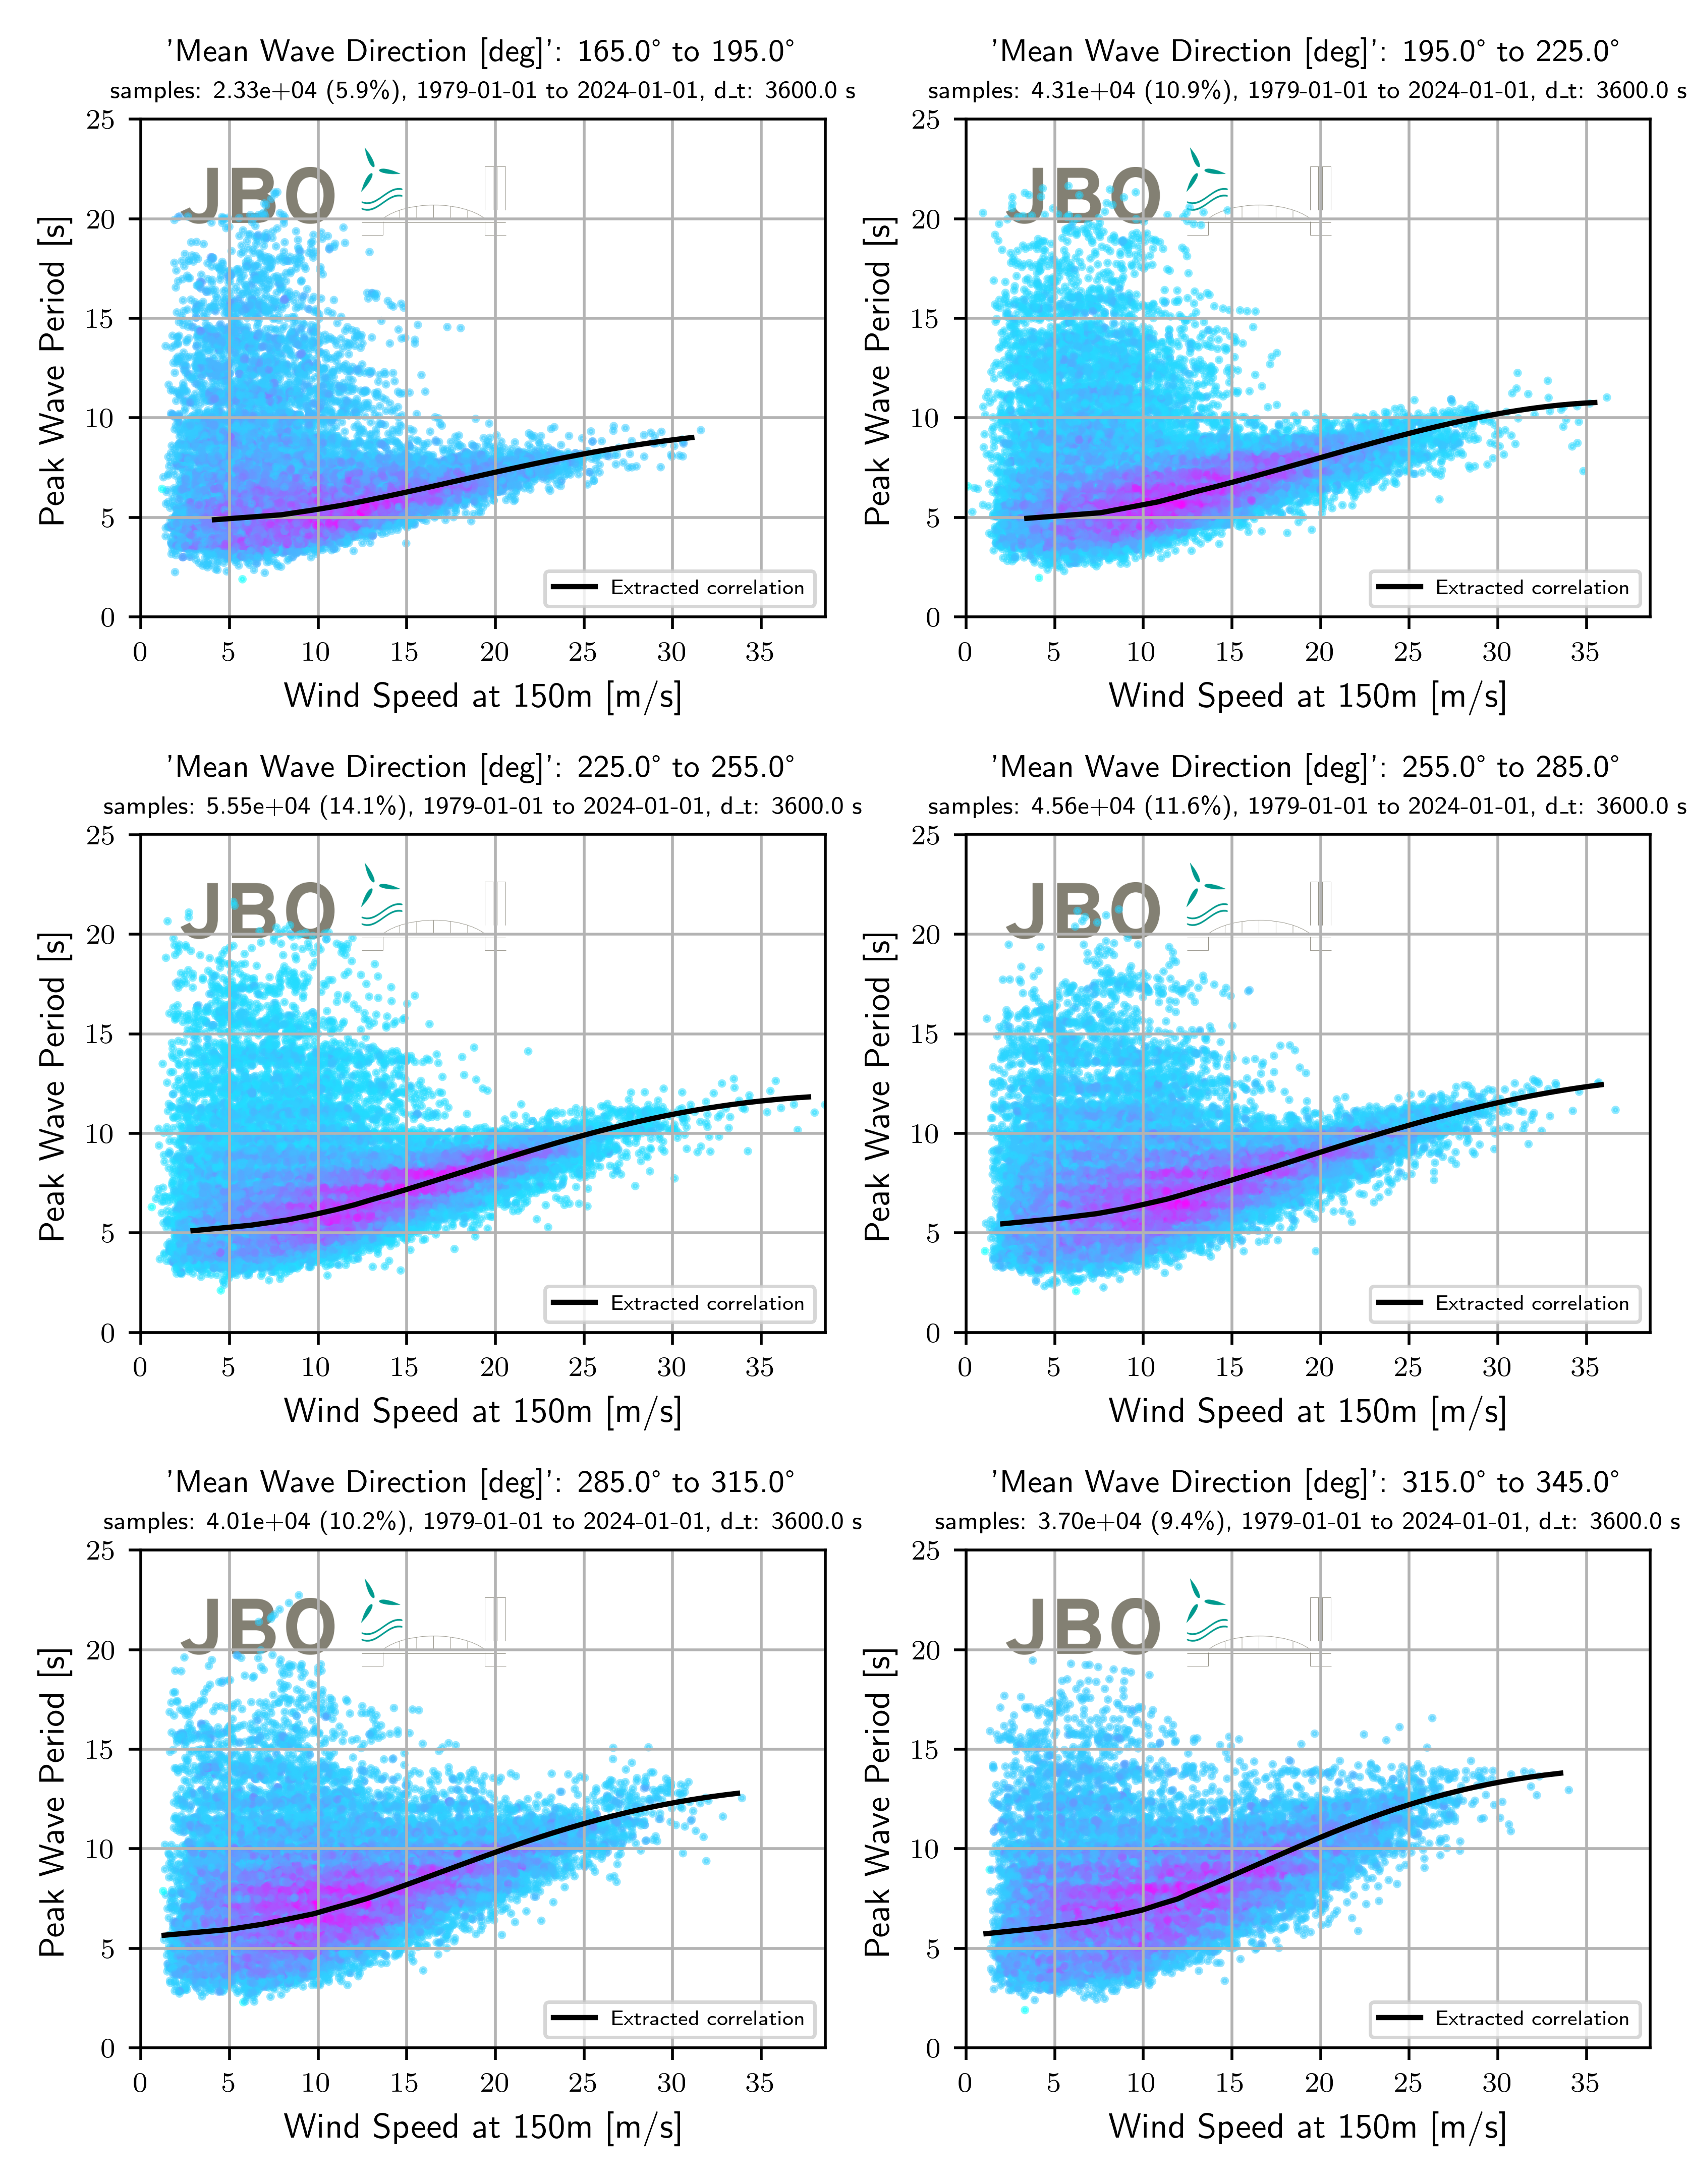 'Mean Wave Direction [deg]': 165.0° to 195.0°
samples: 2.33e+04 (5.9%), 1979-01-01 to 2024-01-01, d_t: 3600.0 s
JBO
Peak Wave Period [s]
25
20
15
10
5
0
Extracted correlation
0 5 10 15 20 25 30 35
Wind Speed at 150m [m/s]
'Mean Wave Direction [deg]': 195.0° to 225.0°
samples: 4.31e+04 (10.9%), 1979-01-01 to 2024-01-01, d_t: 3600.0 s
JBO
Peak Wave Period [s]
25
20
15
10
5
0
Extracted correlation
0 5 10 15 20 25 30 35
Wind Speed at 150m [m/s]
'Mean Wave Direction [deg]': 225.0° to 255.0°
samples: 5.55e+04 (14.1%), 1979-01-01 to 2024-01-01, d_t: 3600.0 s
JBO
Peak Wave Period [s]
25
20
15
10
5
0
Extracted correlation
0 5 10 15 20 25 30 35
Wind Speed at 150m [m/s]
'Mean Wave Direction [deg]': 255.0° to 285.0°
samples: 4.56e+04 (11.6%), 1979-01-01 to 2024-01-01, d_t: 3600.0 s
JBO
Peak Wave Period [s]
25
20
15
10
5
0
Extracted correlation
0 5 10 15 20 25 30 35
Wind Speed at 150m [m/s]
'Mean Wave Direction [deg]': 285.0° to 315.0°
samples: 4.01e+04 (10.2%), 1979-01-01 to 2024-01-01, d_t: 3600.0 s
JBO
Peak Wave Period [s]
25
20
15
10
5
0
Extracted correlation
0 5 10 15 20 25 30 35
Wind Speed at 150m [m/s]
'Mean Wave Direction [deg]': 315.0° to 345.0°
samples: 3.70e+04 (9.4%), 1979-01-01 to 2024-01-01, d_t: 3600.0 s
JBO
Peak Wave Period [s]
25
20
15
10
5
0
Extracted correlation
0 5 10 15 20 25 30 35
Wind Speed at 150m [m/s]